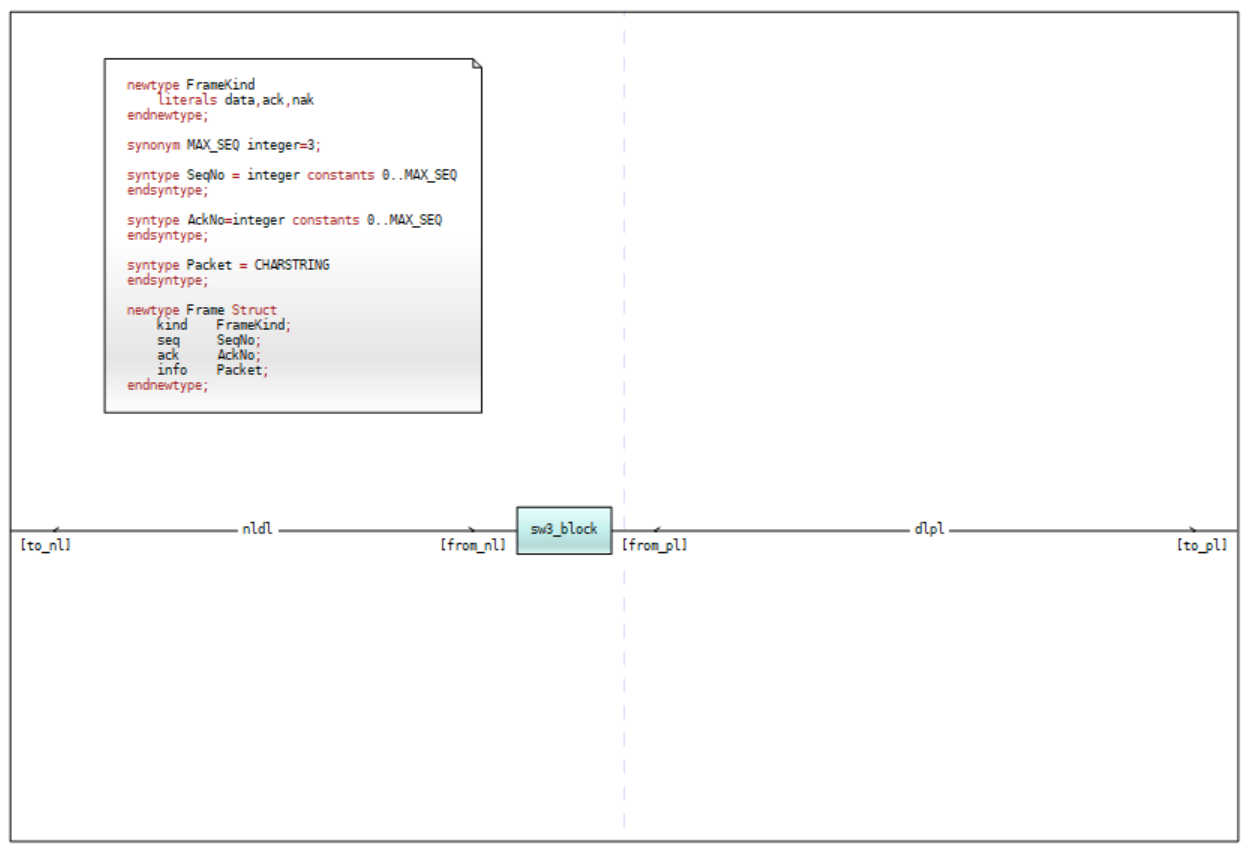 newtype FrameKind
literals data,ack,nak
endnewtype;
synonym MAX_SEQ integer=3;
syntype SeqNo = integer constants 0..MAX_SEQ
endsyntype;
syntype AckNo=integer constants 0..MAX_SEQ
endsyntype;
syntype Packet = CHARSTRING
endsyntype;
newtype Frame Struct
kind FrameKind;
seq SeqNo;
ack AckNo;
info Packet;
endnewtype;
nldl sw3_block dlpl
[to_nl] [from_nl] [from_pl] [to_pl]